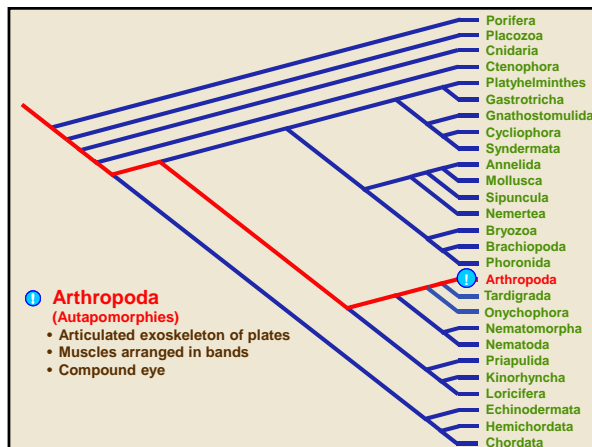 Porifera
Placozoa
Cnidaria
Ctenophora
Platyhelminthes
Gastrotricha
Gnathostomulida
Cycliophora
Syndermata
Annelida
Mollusca
Sipuncula
Nemertea
Bryozoa
Brachiopoda
Phoronida
! Arthropoda
Tardigrada
Onychophora
Nematomorpha
Nematoda
Priapulida
Kinorhyncha
Loricifera
Echinodermata
Hemichordata
Chordata
! Arthropoda
(Autapomorphies)
• Articulated exoskeleton of plates
• Muscles arranged in bands
• Compound eye